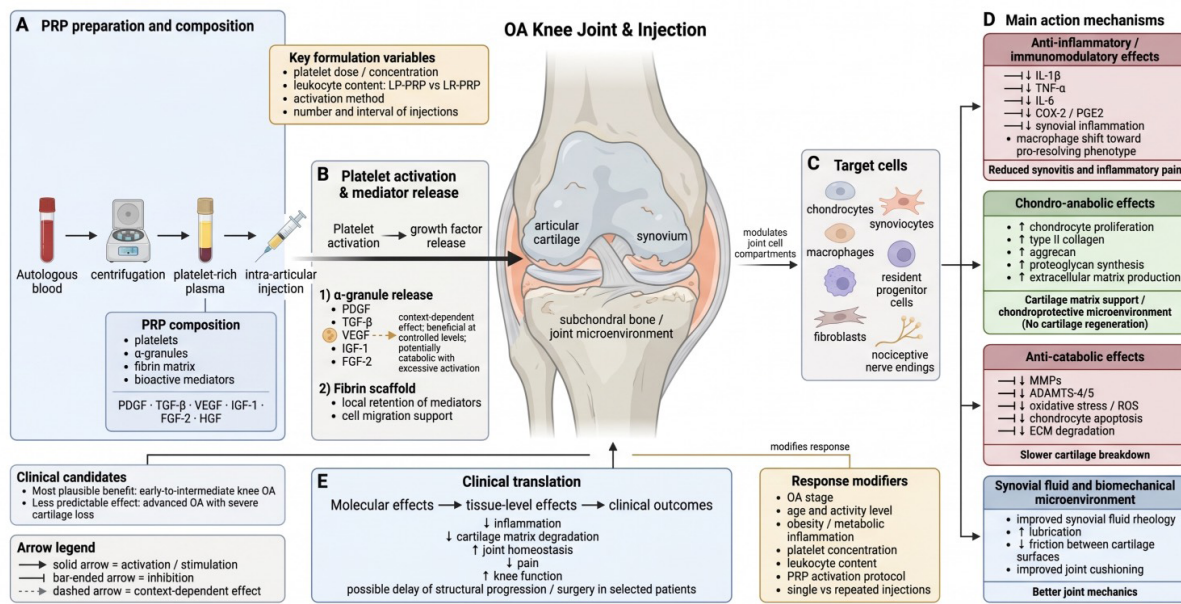 A PRP preparation and composition
Autologous
blood
centrifugation
platelet-rich
plasma
intra-articular
injection
PRP composition
• platelets
• α-granules
• fibrin matrix
• bioactive mediators
PDGF · TGF-β · VEGF · IGF-1 ·
FGF-2 · HGF
Key formulation variables
• platelet dose / concentration
• leukocyte content: LP-PRP vs LR-PRP
• activation method
• number and interval of injections
B Platelet activation
& mediator release
Platelet
activation
growth factor
release
1) α-granule release
• PDGF
• TGF-β
• VEGF
• IGF-1
• FGF-2
context-dependent
effect; beneficial at
controlled levels;
potentially
catabolic with
excessive activation
2) Fibrin scaffold
• local retention of mediators
• cell migration support
OA Knee Joint & Injection
articular
cartilage
synovium
subchondral bone /
joint microenvironment
modulates
joint cell
compartments
C Target cells
chondrocytes
synoviocytes
macrophages
resident
progenitor
cells
fibroblasts
nociceptive
nerve endings
D Main action mechanisms
Anti-inflammatory /
immunomodulatory effects
↓ IL-1β
↓ TNF-α
↓ IL-6
↓ COX-2 / PGE2
↓ synovial inflammation
• macrophage shift toward
pro-resolving phenotype
Reduced synovitis and inflammatory pain
Chondro-anabolic effects
• ↑ chondrocyte proliferation
• ↑ type II collagen
• ↑ aggrecan
• ↑ proteoglycan synthesis
• ↑ extracellular matrix production
Cartilage matrix support /
chondroprotective microenvironment
(No cartilage regeneration)
Anti-catabolic effects
↓ MMPs
↓ ADAMTS-4/5
↓ oxidative stress / ROS
↓ chondrocyte apoptosis
↓ ECM degradation
Slower cartilage breakdown
Synovial fluid and biomechanical
microenvironment
• improved synovial fluid rheology
• ↑ lubrication
• ↓ friction between cartilage
surfaces
• improved joint cushioning
Better joint mechanics
Clinical candidates
• Most plausible benefit: early-to-intermediate knee OA
• Less predictable effect: advanced OA with severe
cartilage loss
Arrow legend
solid arrow = activation / stimulation
bar-ended arrow = inhibition
dashed arrow = context-dependent effect
E Clinical translation
Molecular effects → tissue-level effects → clinical outcomes
↓ inflammation
↓ cartilage matrix degradation
↑ joint homeostasis
↓ pain
↑ knee function
possible delay of structural progression / surgery in selected patients
modifies response
Response modifiers
• OA stage
• age and activity level
• obesity / metabolic
inflammation
• platelet concentration
• leukocyte content
• PRP activation protocol
• single vs repeated injections